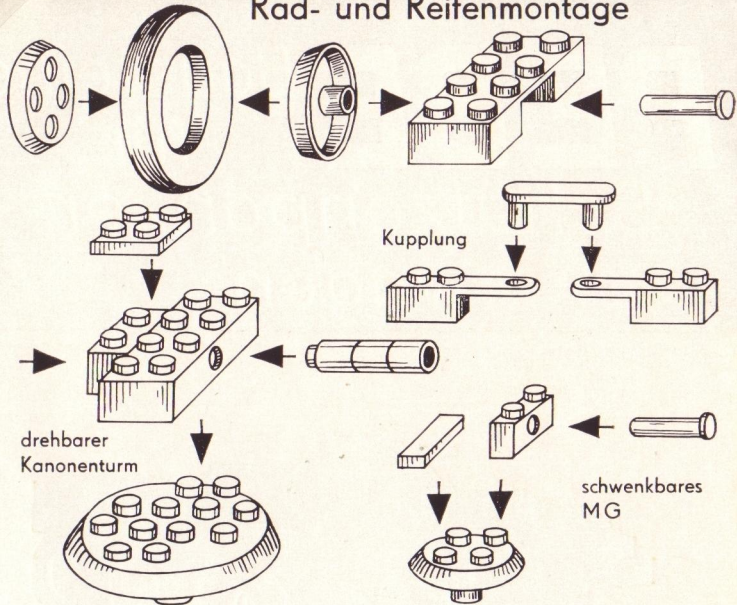 Rad- und Reifenmontage
Kupplung
drehbarer
Kanonenturm
schwenkbares
MG